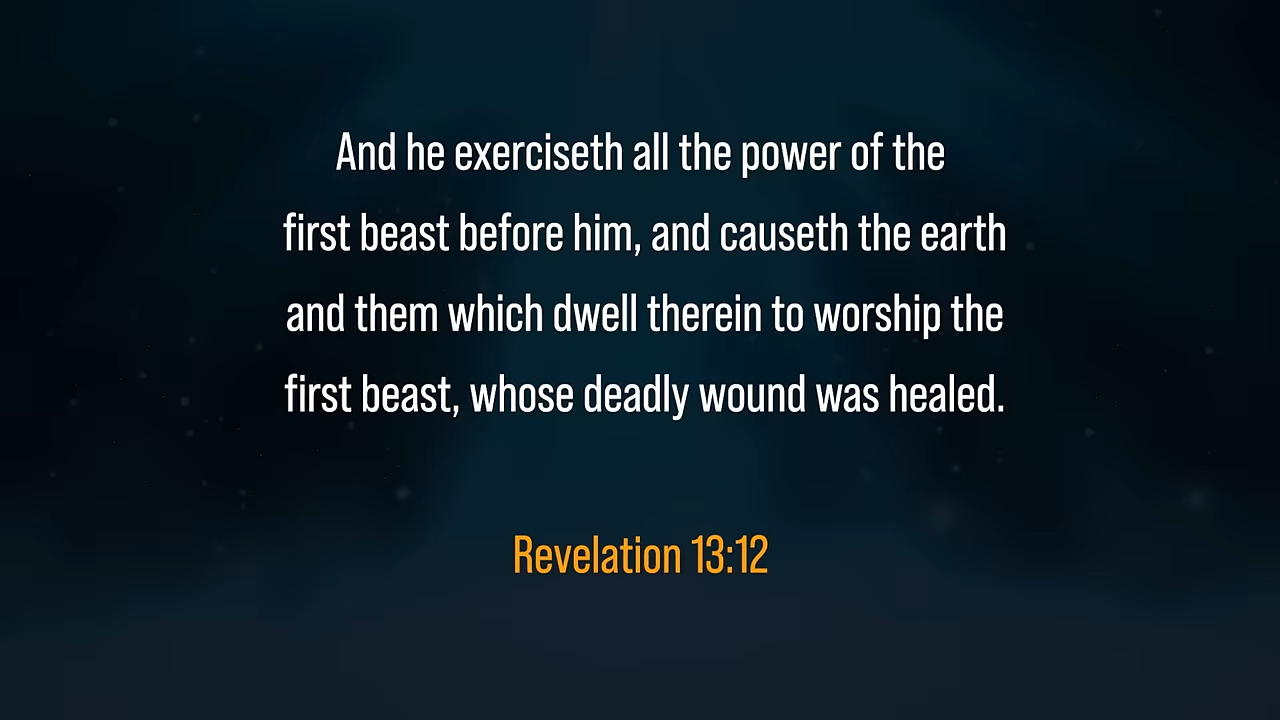 And he exerciseth all the power of the
first beast before him, and causeth the earth
and them which dwell therein to worship the
first beast, whose deadly wound was healed.
Revelation 13:12